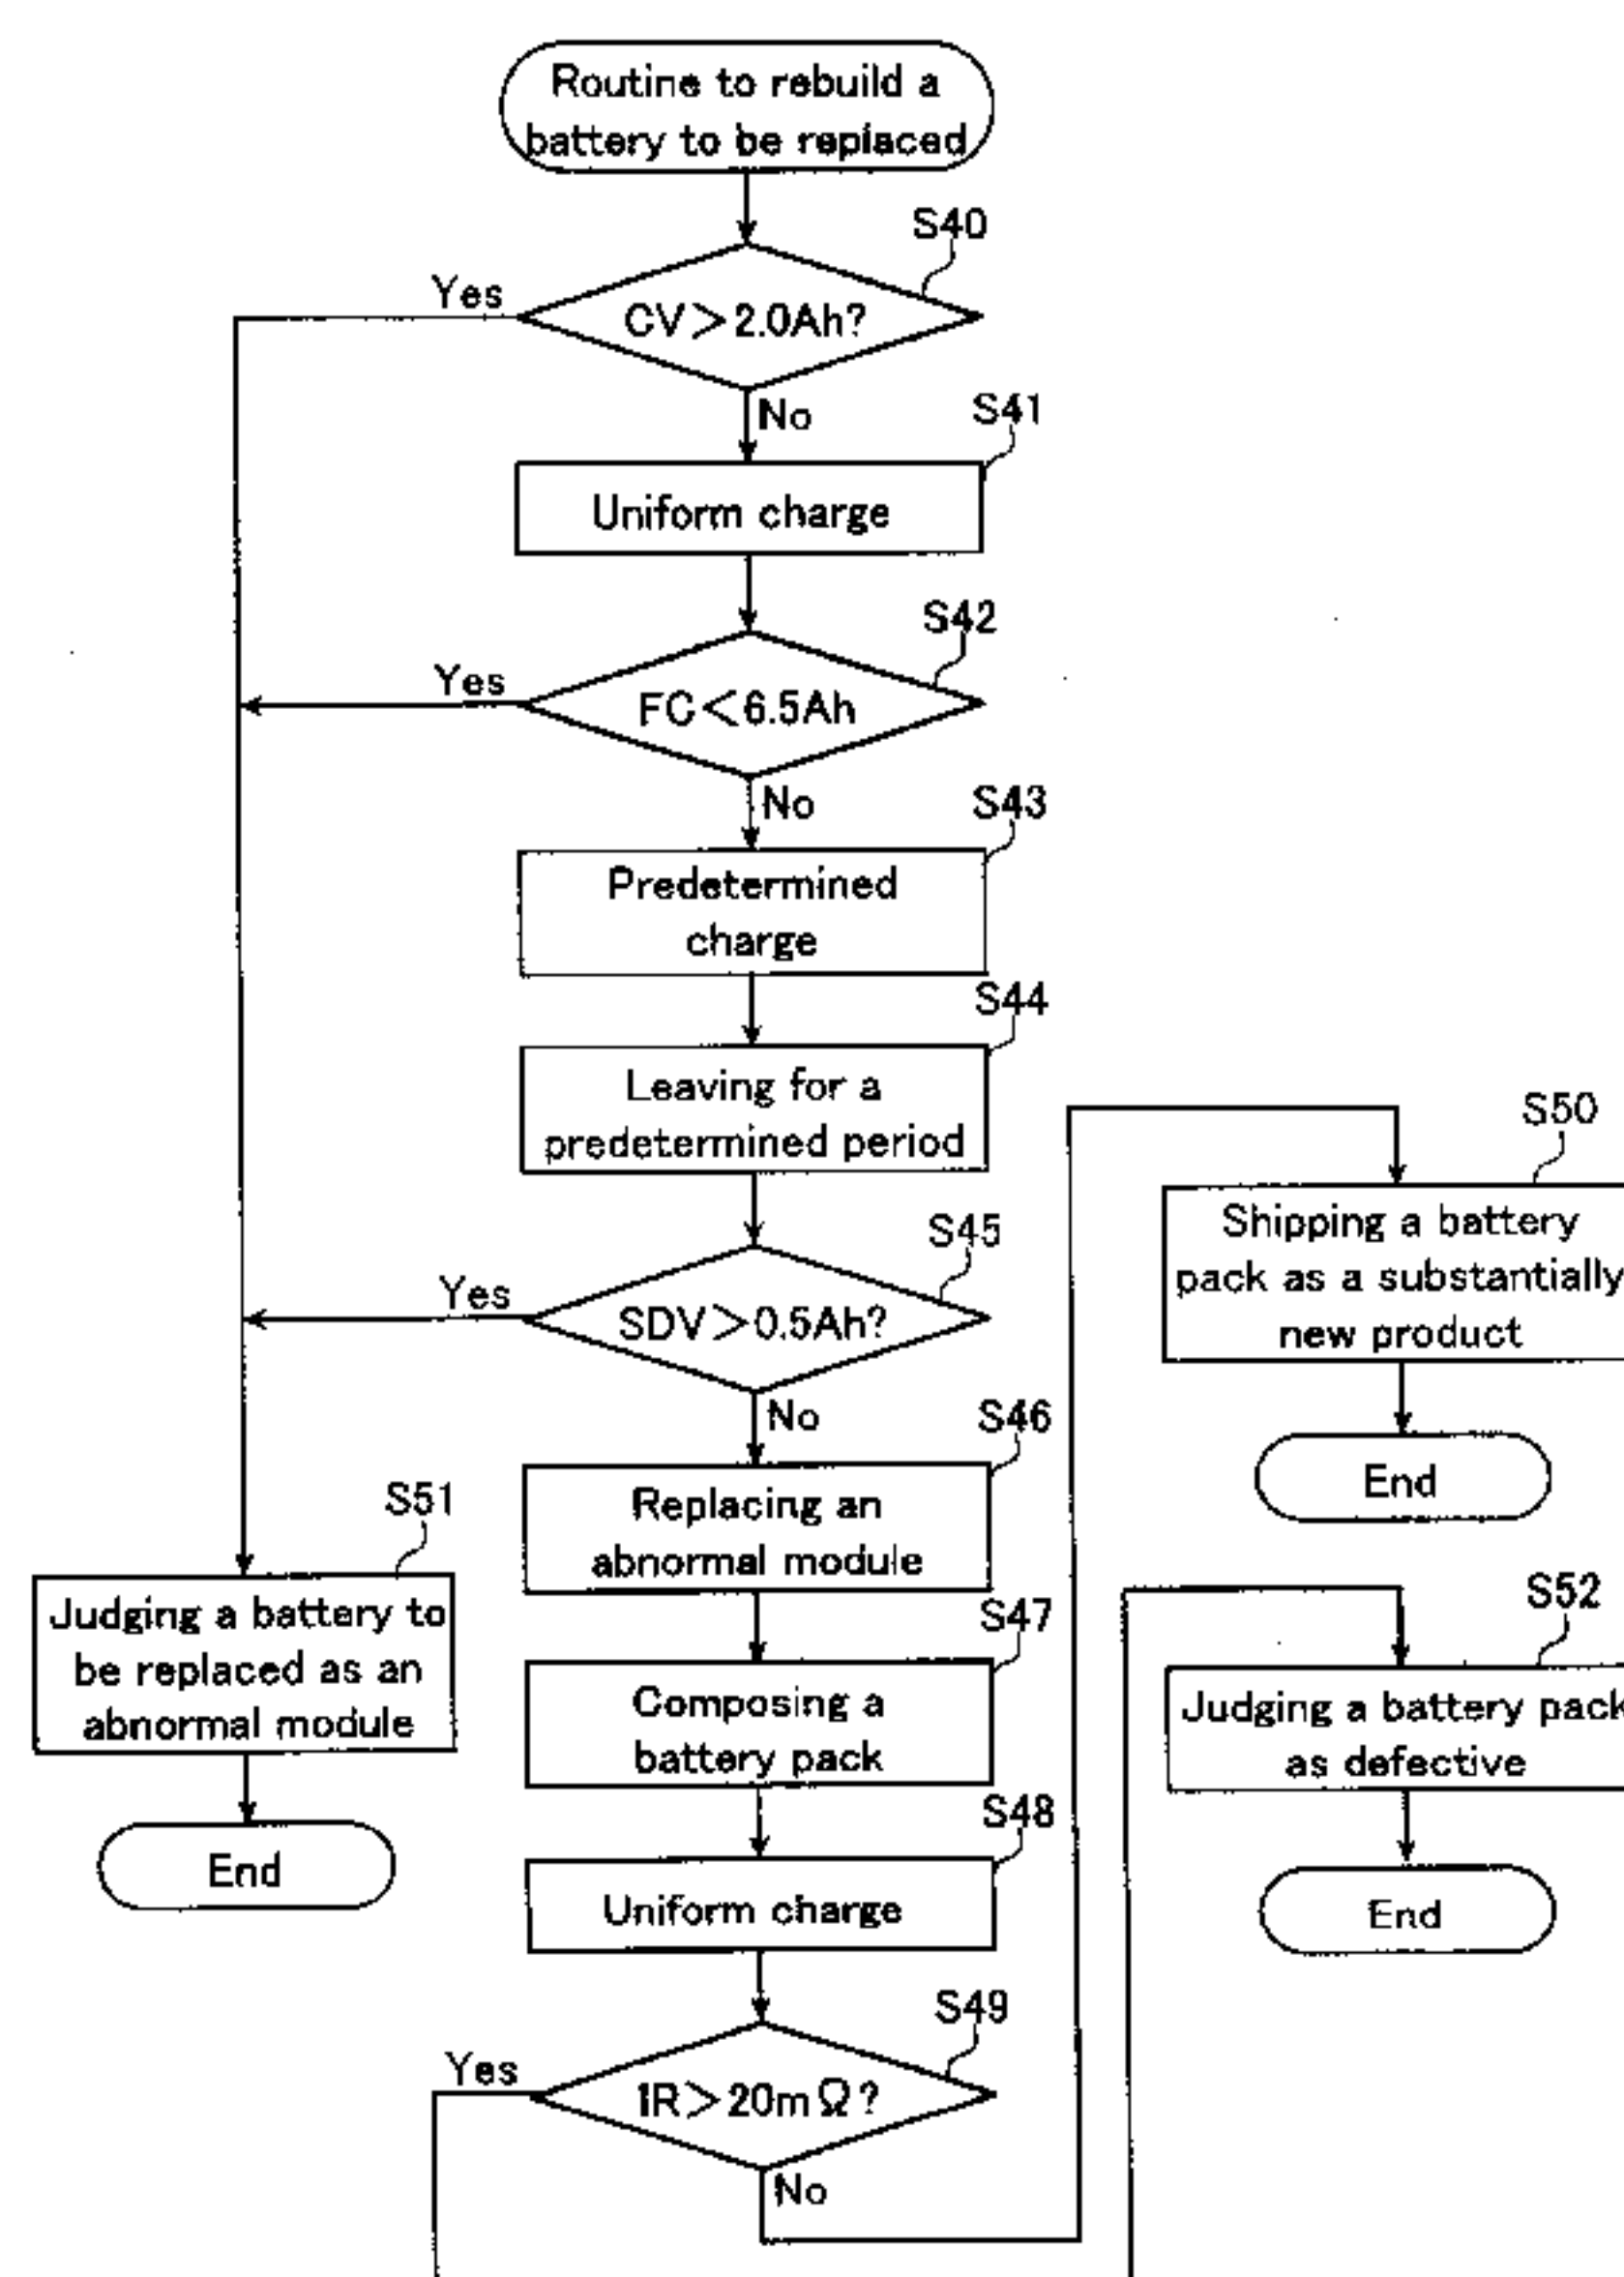 Routine to rebuild a
battery to be replaced
S40
Yes
CV＞2.0Ah?
No
S41
Uniform charge
S42
Yes
FC＜6.5Ah
No
S43
Predetermined
charge
S44
Leaving for a
predetermined period
S45
Yes
SDV＞0.5Ah?
No
S46
Replacing an
abnormal module
S47
Composing a
battery pack
S48
Uniform charge
S49
Yes
IR＞20mΩ?
No
S51
Judging a battery to
be replaced as an
abnormal module
End
S50
Shipping a battery
pack as a substantially
new product
End
S52
Judging a battery pack
as defective
End